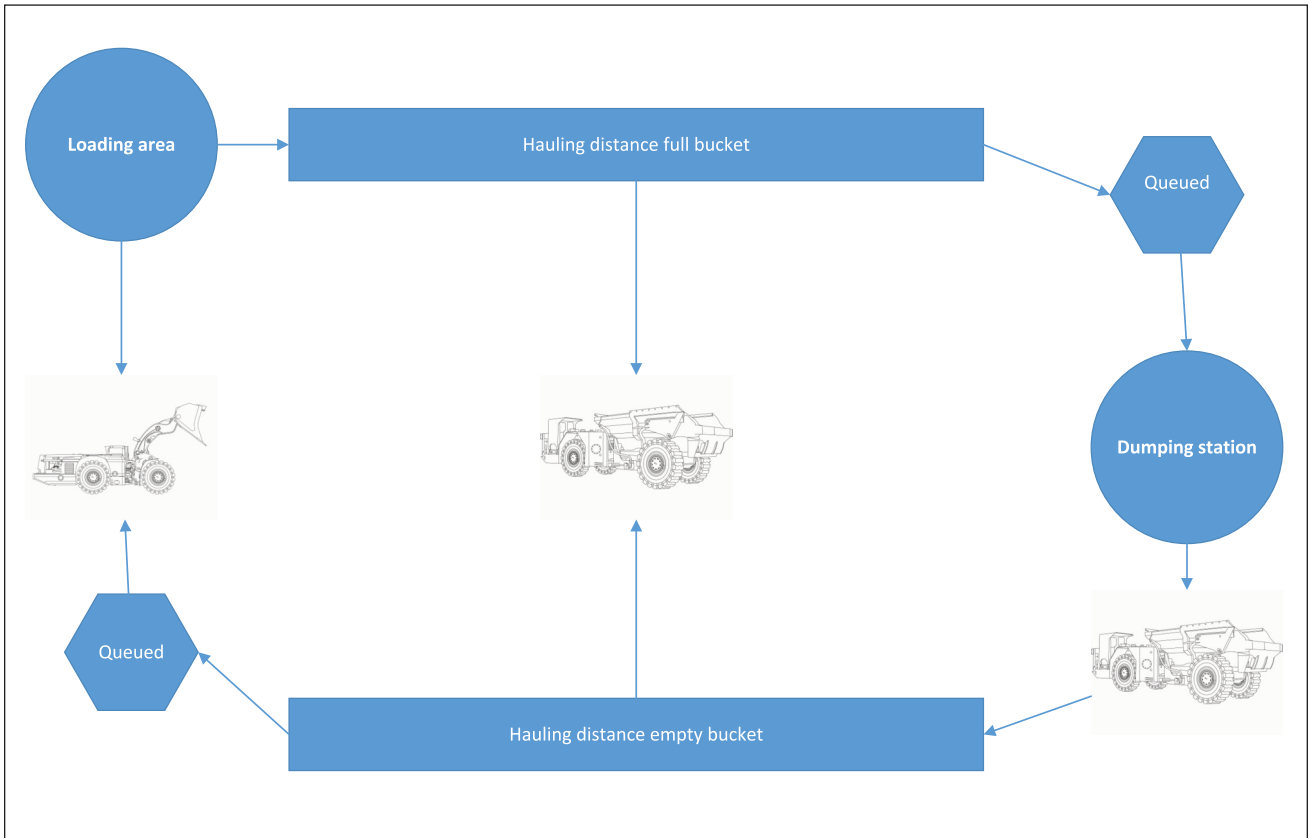 Loading area
Hauling distance full bucket
Queued
Dumping station
Queued
Hauling distance empty bucket